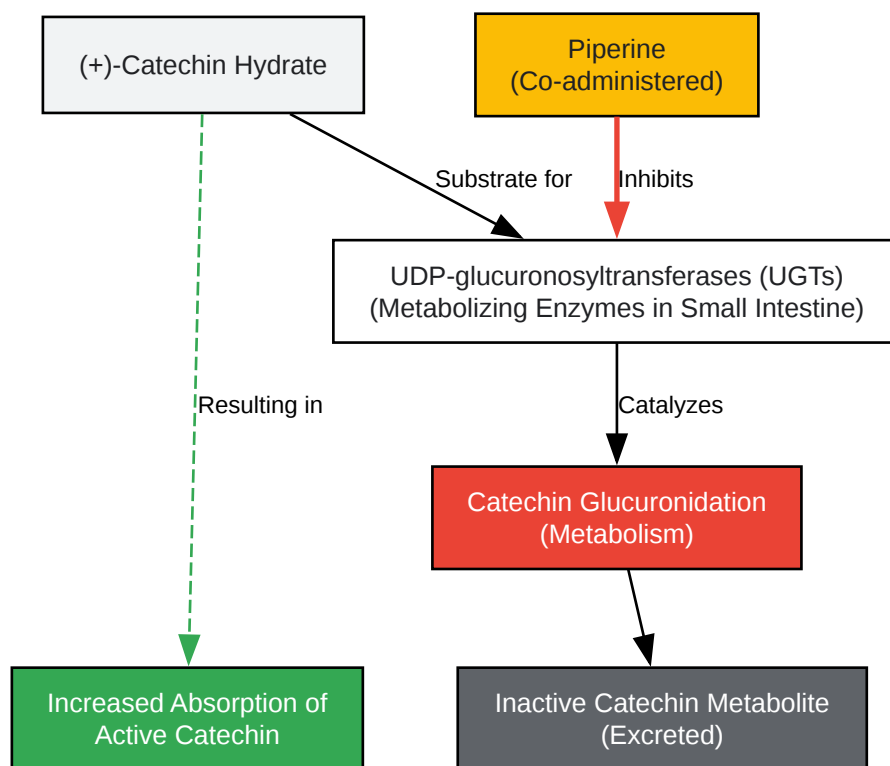 (+)-Catechin Hydrate
Piperine
(Co-administered)
Substrate for
Inhibits
UDP-glucuronosyltransferases (UGTs)
(Metabolizing Enzymes in Small Intestine)
Resulting in
Catalyzes
Catechin Glucuronidation
(Metabolism)
Increased Absorption of
Active Catechin
Inactive Catechin Metabolite
(Excreted)